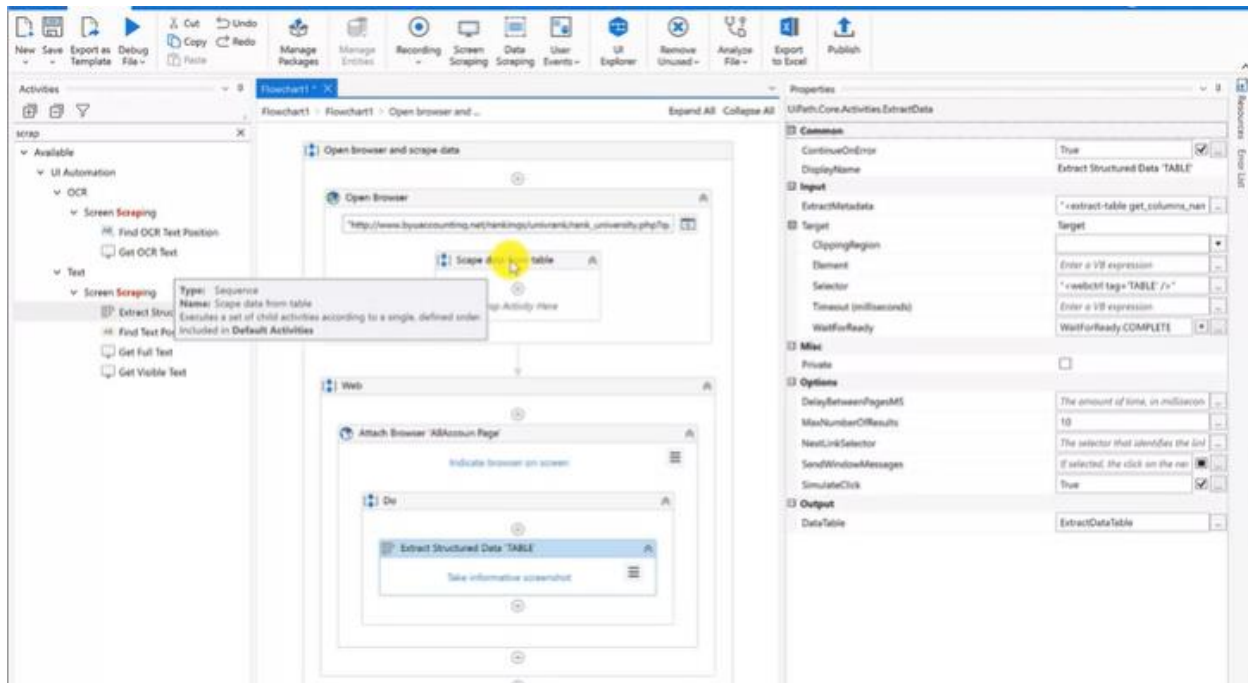 New Save Export as Template Debug File Cut Copy Paste Undo Redo Manage Packages Manage Entities Recording Screen Scraping Data Scraping User Events UI Explorer Remove Unused Analyze File Export to Excel Publish
Activities
scrap
Available
UI Automation
OCR
Screen Scraping
Find OCR Text Position
Get OCR Text
Text
Screen Scraping
Extract Struc
Find Text Pos
Get Full Text
Get Visible Text
Type: Sequence
Name: Scape data from table
Executes a set of child activities according to a single, defined order.
Included in Default Activities
Flowchart1 *
Flowchart1 > Flowchart1 > Open browser and ... Expand All Collapse All
Open browser and scrape data
Open Browser
"http://www.byuaccounting.net/rankings/univrank/rank_university.php?q
Scape data from table
op Activity Here
Web
Attach Browser 'AllAccoun Page'
Indicate browser on screen
Do
Extract Structured Data 'TABLE'
Take informative screenshot
Properties
UiPath.Core.Activities.ExtractData
Common
ContinueOnError True
DisplayName Extract Structured Data 'TABLE'
Input
ExtractMetadata "<extract-table get_columns_nam
Target Target
ClippingRegion
Element Enter a VB expression
Selector "<webctrl tag='TABLE' />"
Timeout (milliseconds) Enter a VB expression
WaitForReady WaitForReady.COMPLETE
Misc
Private
Options
DelayBetweenPagesMS The amount of time, in millisecon
MaxNumberOfResults 10
NextLinkSelector The selector that identifies the lin
SendWindowMessages If selected, the click on the nex
SimulateClick True
Output
DataTable ExtractDataTable
Resources
Error List